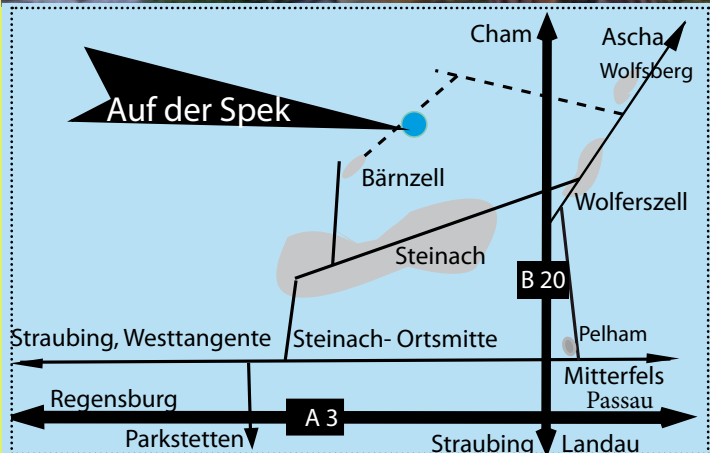 Cham
Ascha
Wolfsberg
Auf der Spek
Bärnzell
Wolferszell
Steinach
B 20
Straubing, Westtangente
Steinach- Ortsmitte
Pelham
Mitterfels
Regensburg
Passau
A 3
Parkstetten
Straubing
Landau